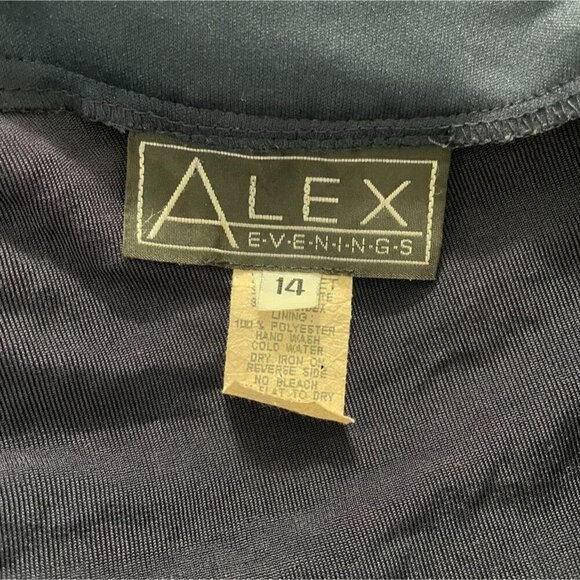 ALEX
E·V·E·N·I·N·G·S
14
LINING:
100% POLYESTER
HAND WASH
COLD WATER
DRY IRON ON
REVERSE SIDE
NO BLEACH
FLAT TO DRY